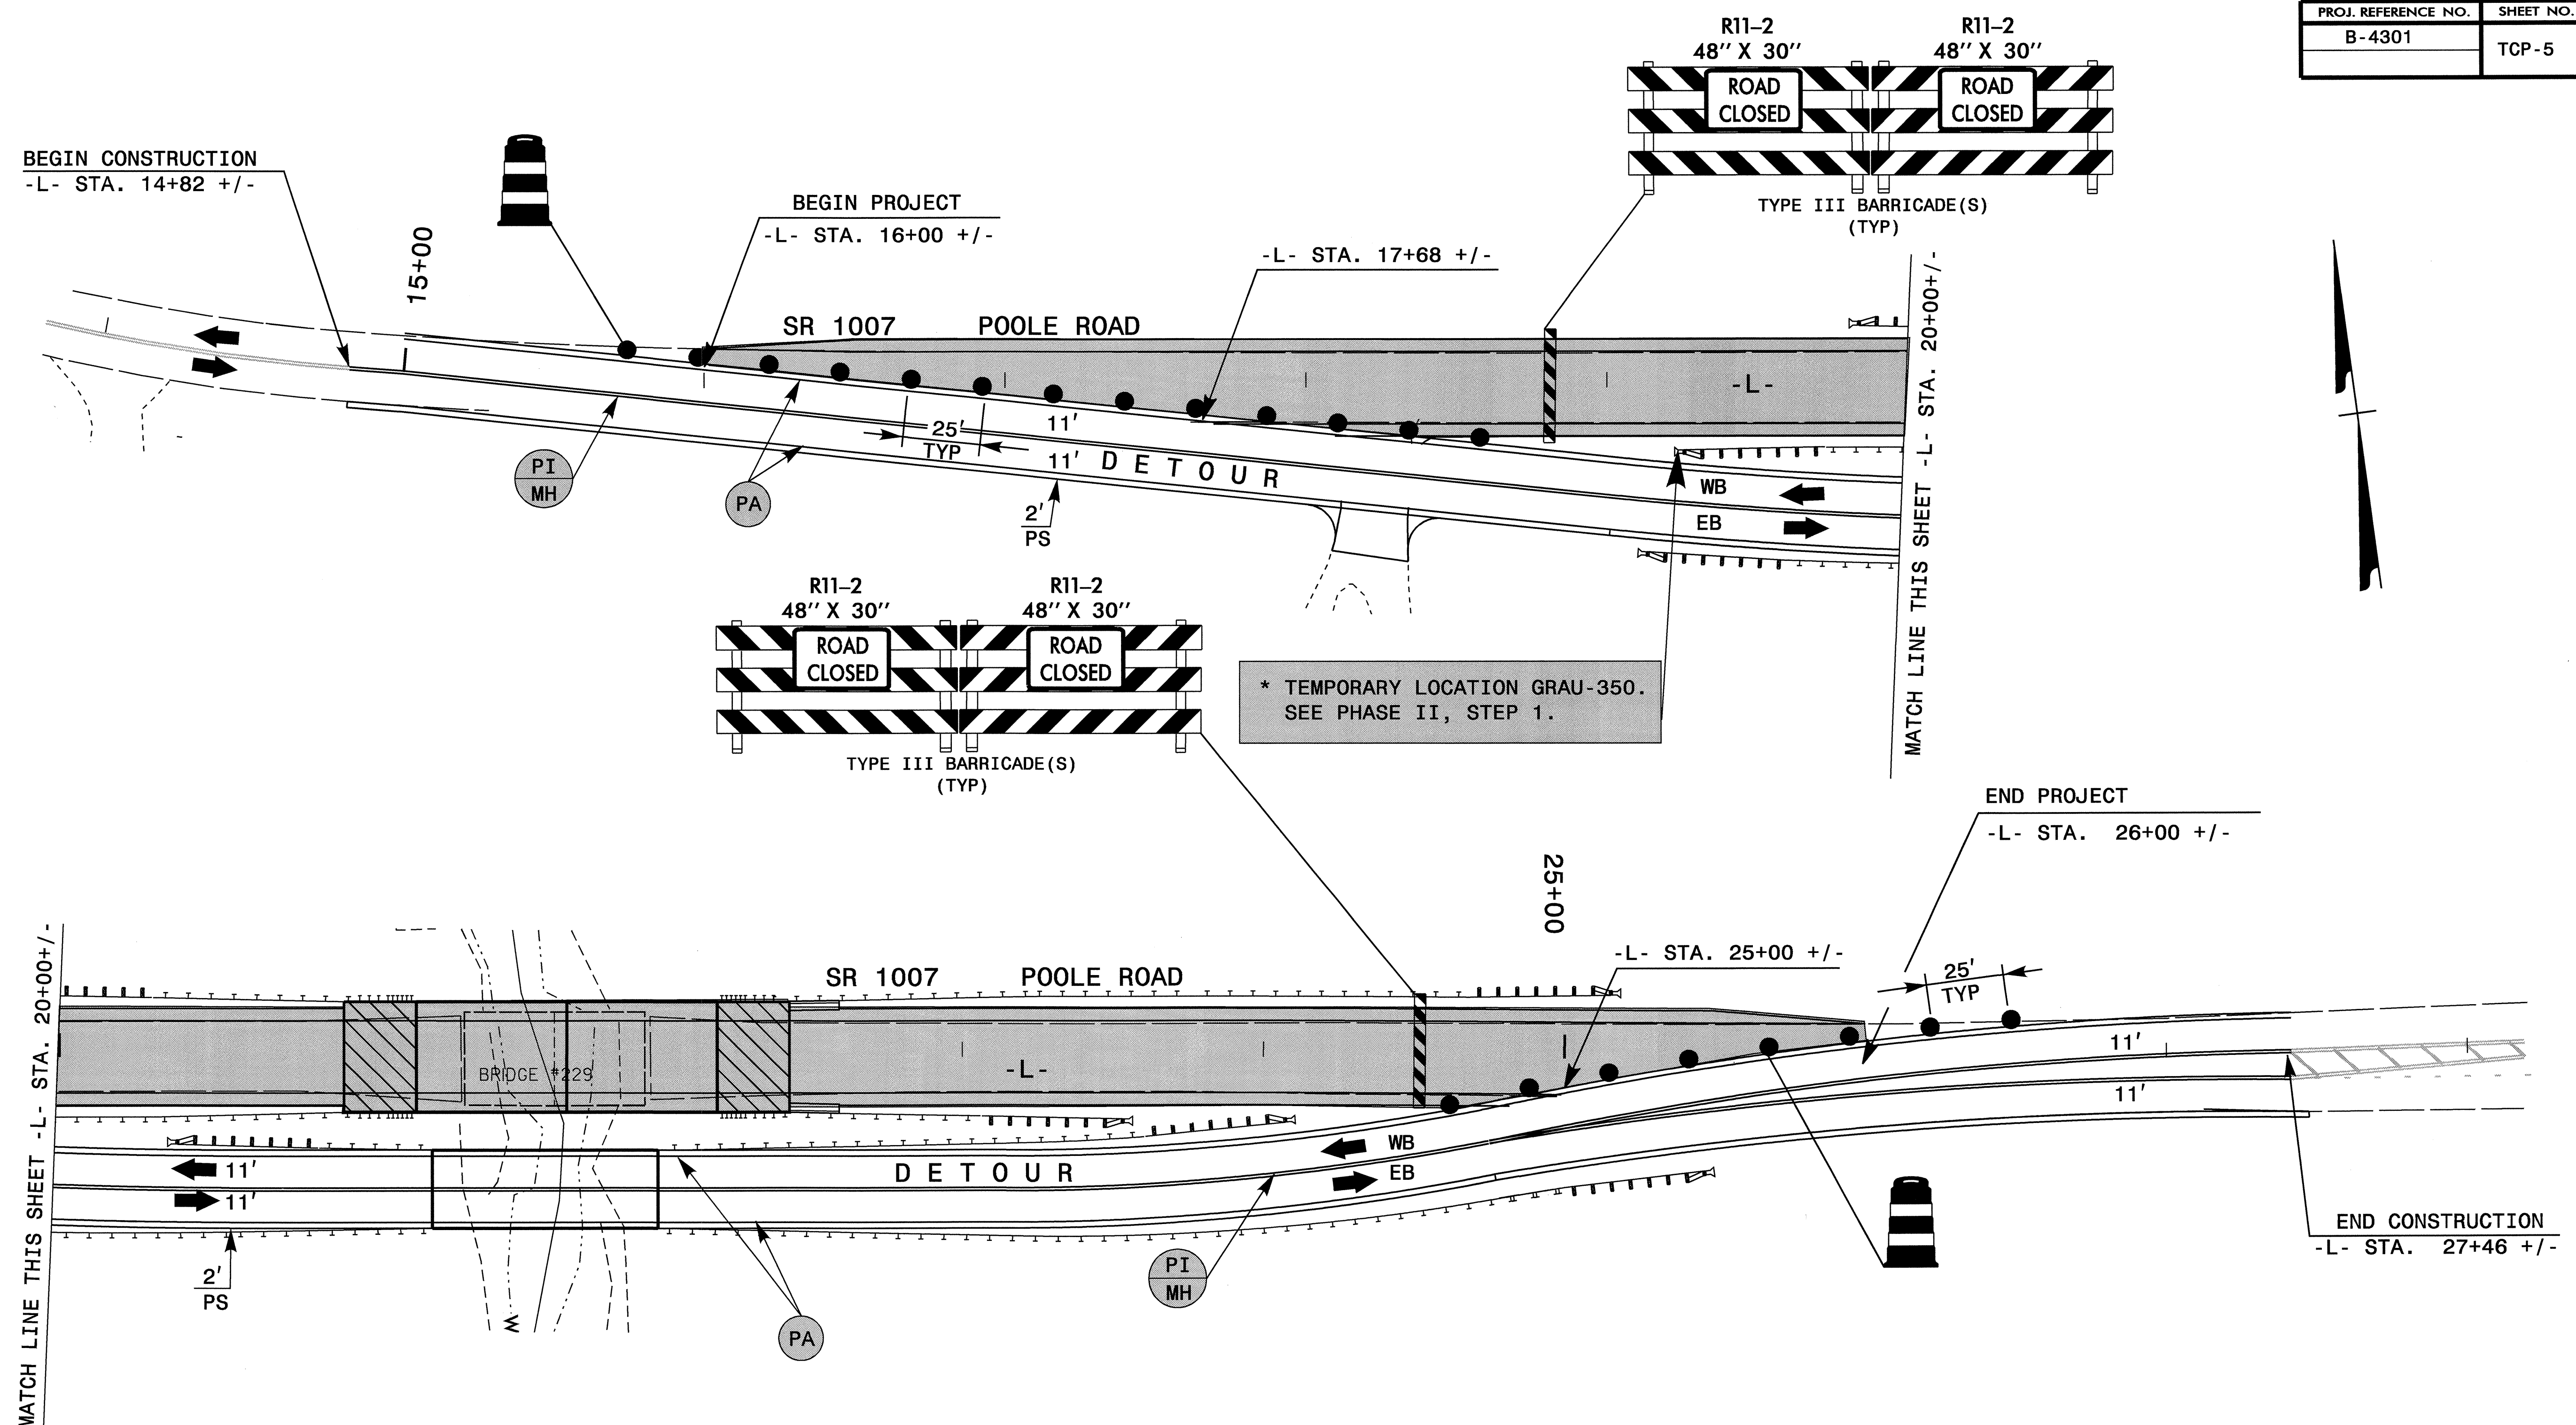 PROJ. REFERENCE NO.
SHEET NO.
B-4301
TCP-5
R11–2
48" X 30"
R11–2
48" X 30"
ROAD
CLOSED
ROAD
CLOSED
TYPE III BARRICADE(S)
(TYP)
BEGIN CONSTRUCTION
-L- STA. 14+82 +/-
15+00
BEGIN PROJECT
-L- STA. 16+00 +/-
-L- STA. 17+68 +/-
SR 1007 POOLE ROAD
-L-
MATCH LINE THIS SHEET -L- STA. 20+00+/-
25'
TYP
11'
11'
DETOUR
PI
MH
PA
2'
PS
WB
EB
R11–2
48" X 30"
R11–2
48" X 30"
ROAD
CLOSED
ROAD
CLOSED
TYPE III BARRICADE(S)
(TYP)
* TEMPORARY LOCATION GRAU-350.
SEE PHASE II, STEP 1.
END PROJECT
-L- STA. 26+00 +/-
25+00
-L- STA. 25+00 +/-
25'
TYP
MATCH LINE THIS SHEET -L- STA. 20+00+/-
SR 1007 POOLE ROAD
BRIDGE #229
-L-
11'
11'
11'
11'
DETOUR
WB
EB
2'
PS
W
PA
PI
MH
END CONSTRUCTION
-L- STA. 27+46 +/-